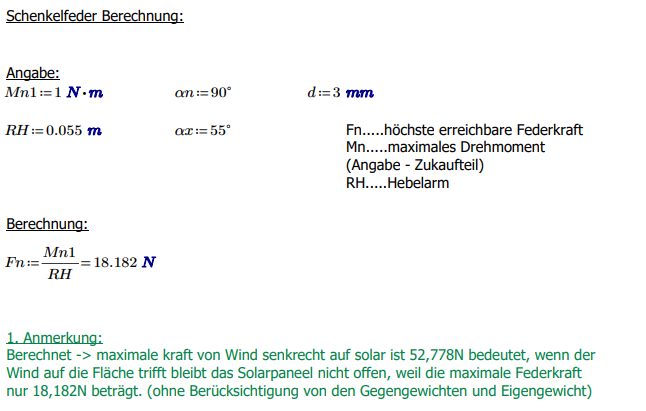 Schenkelfeder Berechnung:
Angabe:
Mn1:=1 N·m αn:=90° d:=3 mm
RH:=0.055 m αx:=55° Fn.....höchste erreichbare Federkraft
Mn.....maximales Drehmoment
(Angabe - Zukaufteil)
RH.....Hebelarm
Berechnung:
Fn:=Mn1/RH=18.182 N
1. Anmerkung:
Berechnet -> maximale kraft von Wind senkrecht auf solar ist 52,778N bedeutet, wenn der
Wind auf die Fläche trifft bleibt das Solarpaneel nicht offen, weil die maximale Federkraft
nur 18,182N beträgt. (ohne Berücksichtigung von den Gegengewichten und Eigengewicht)